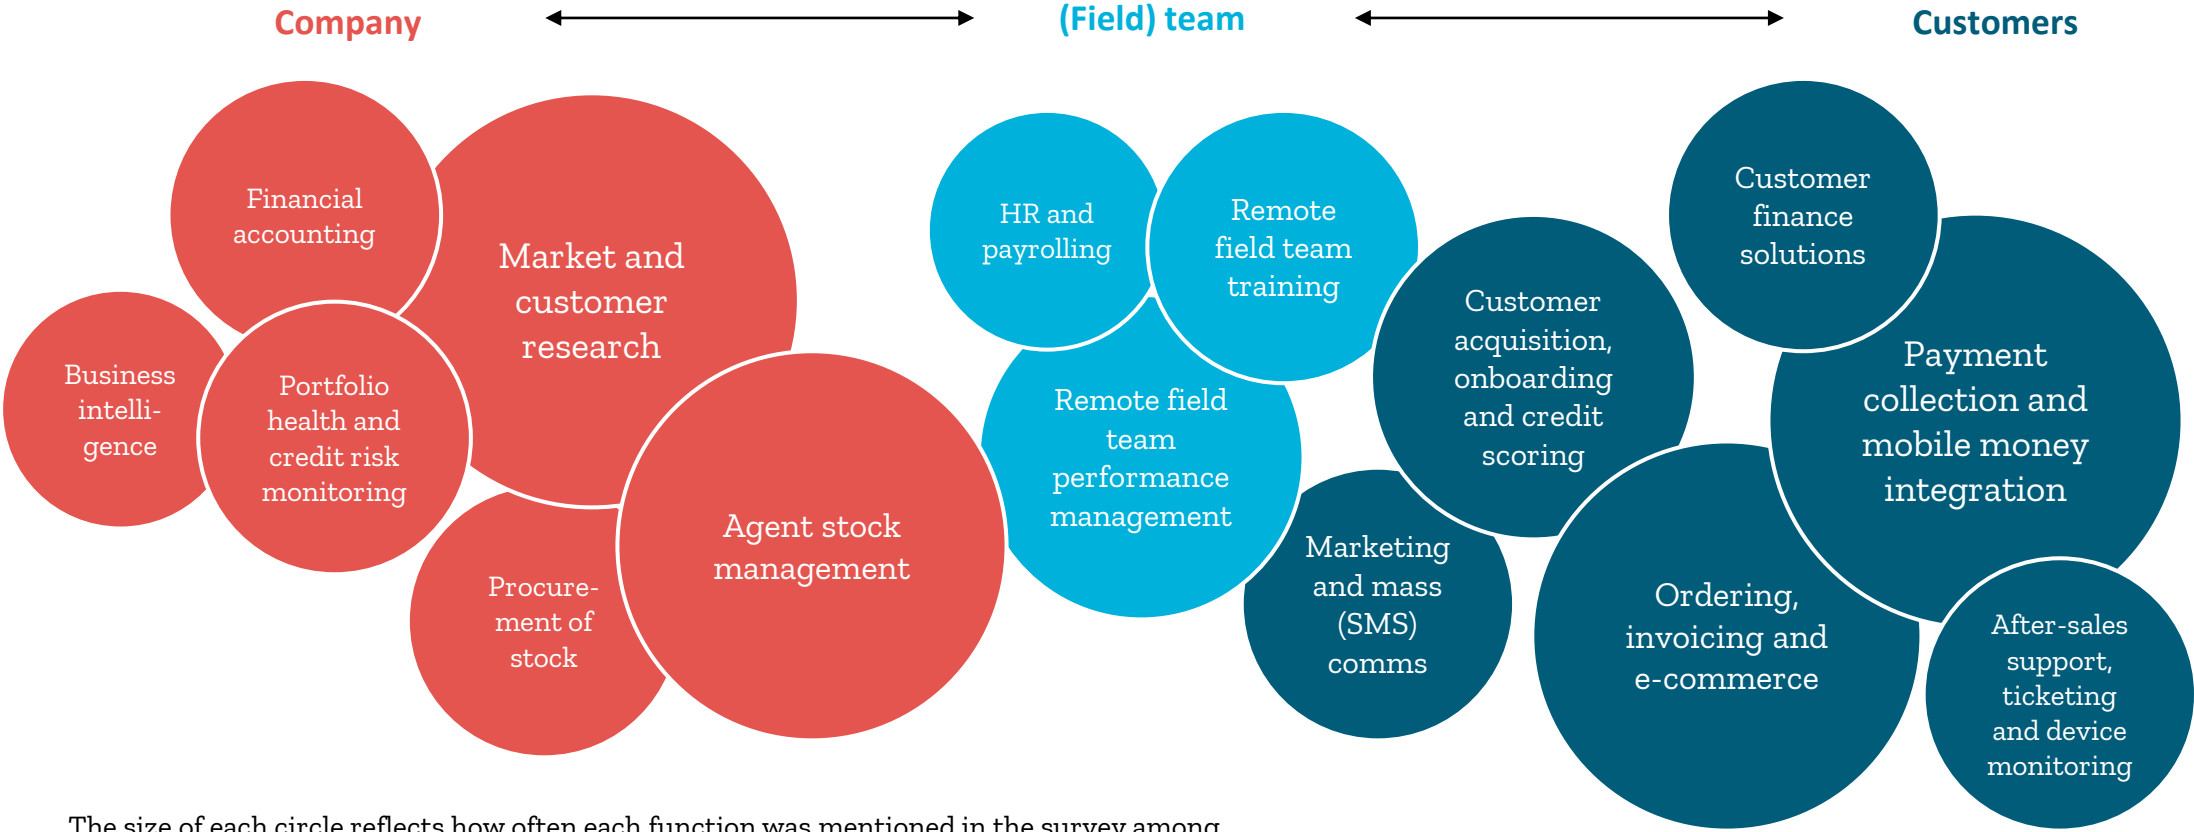 Company
(Field) team
Customers
Financial
accounting
Market and
customer
research
Business
intelli-
gence
Portfolio
health and
credit risk
monitoring
Procure-
ment of
stock
Agent stock
management
HR and
payrolling
Remote
field team
training
Remote field
team
performance
management
Customer
acquisition,
onboarding
and credit
scoring
Marketing
and mass
(SMS)
comms
Customer
finance
solutions
Payment
collection and
mobile money
integration
Ordering,
invoicing and
e-commerce
After-sales
support,
ticketing
and device
monitoring
The size of each circle reflects how often each function was mentioned in the survey among